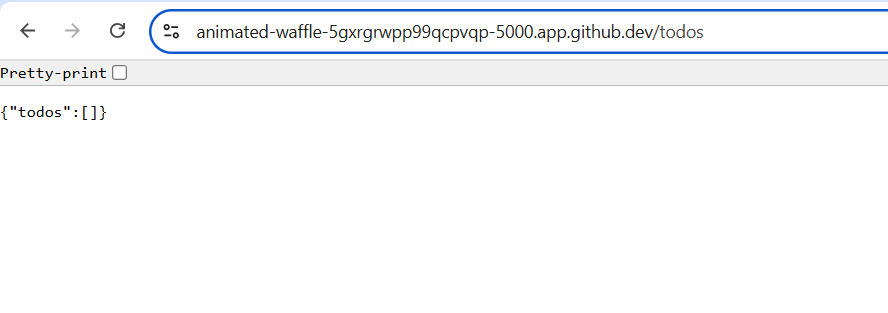 animated-waffle-5gxrgrwpp99qcpvqp-5000.app.github.dev/todos
Pretty-print
{"todos":[]}